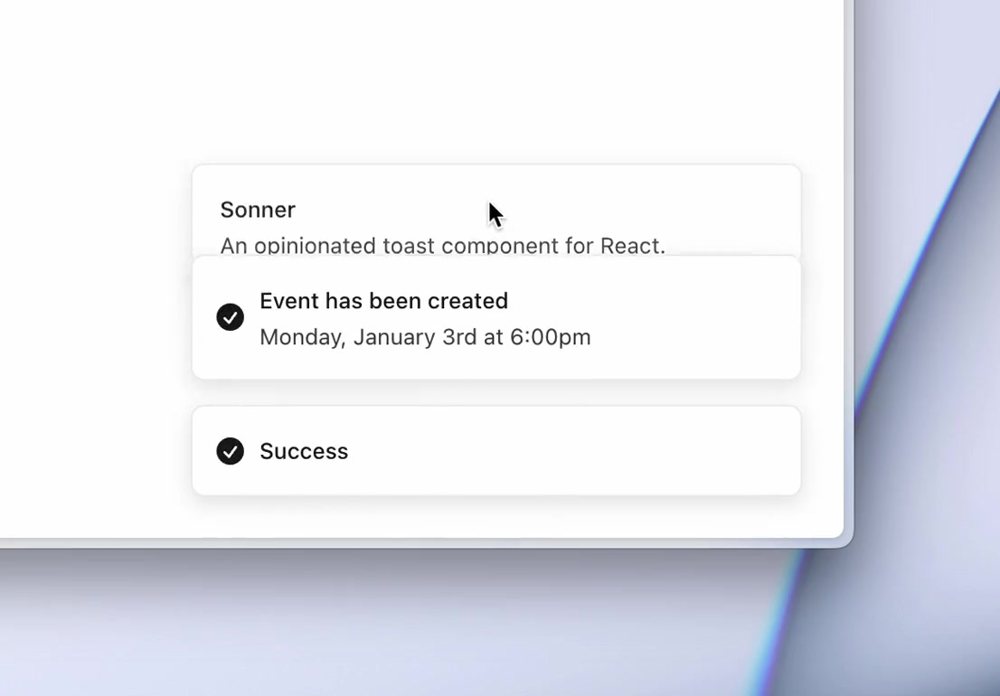 Sonner
An opinionated toast component for React.
Event has been created
Monday, January 3rd at 6:00pm
Success